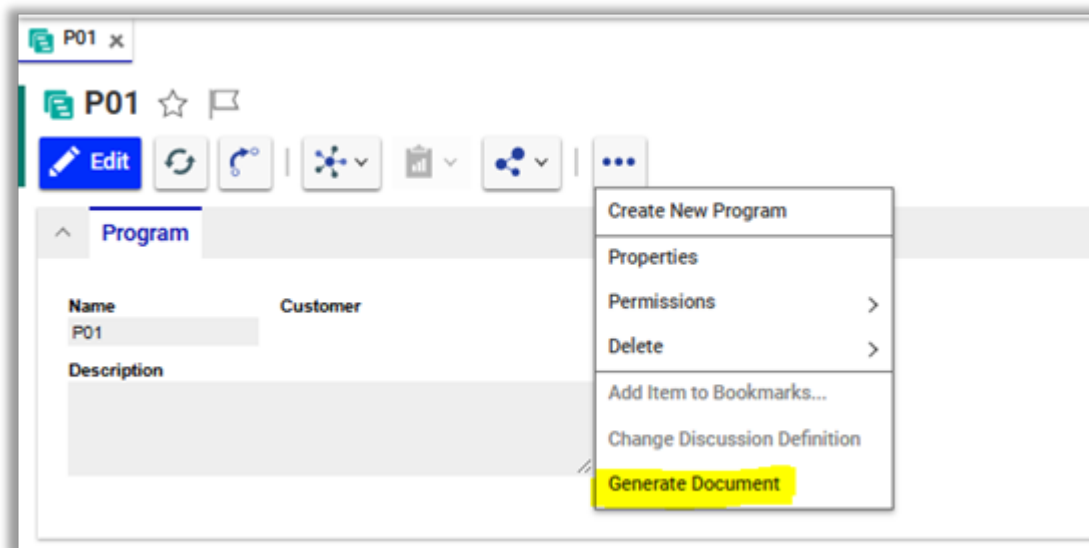 P01
P01
Edit
Program
Name
Customer
P01
Description
Create New Program
Properties
Permissions
Delete
Add Item to Bookmarks...
Change Discussion Definition
Generate Document